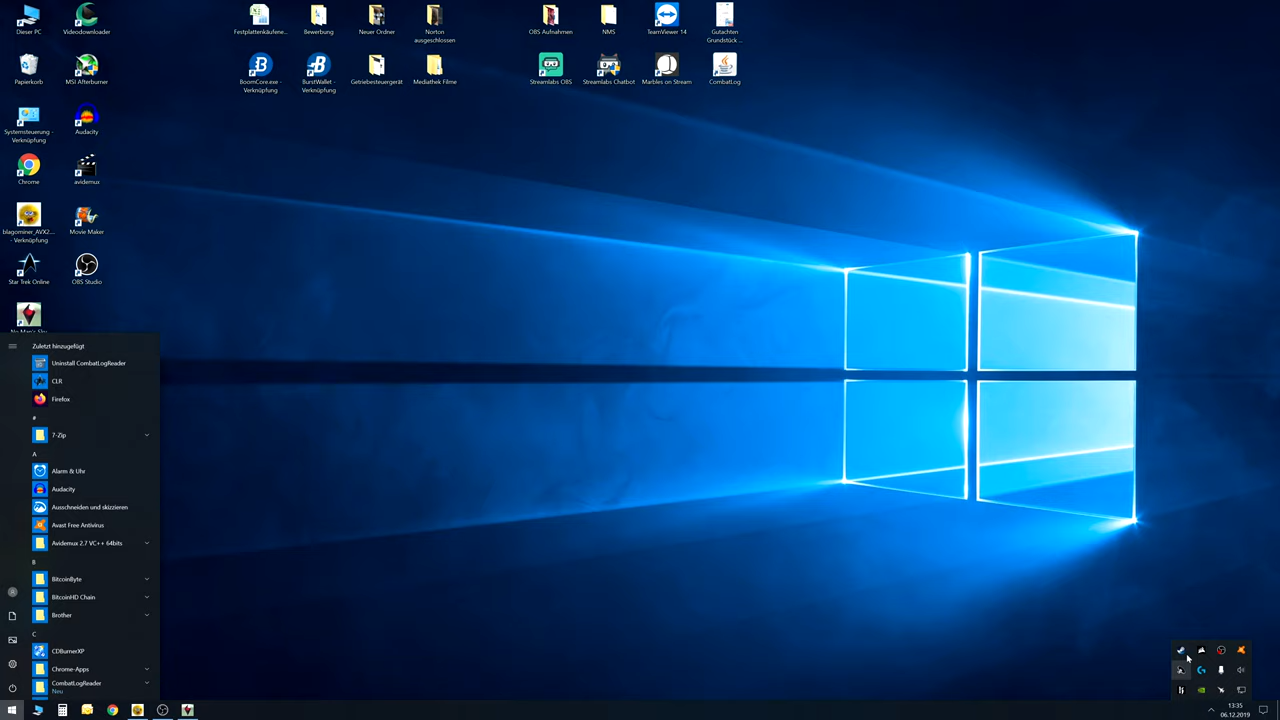 Dieser PC
Videodownloader
Festplattenkäufene...
Bewerbung
Neuer Ordner
Norton
ausgeschlossen
OBS Aufnahmen
NMS
TeamViewer 14
Gutachten
Grundstück ...
Papierkorb
MSI Afterburner
BoomCore.exe -
Verknüpfung
BurstWallet -
Verknüpfung
Getriebesteuergerät
Mediathek Filme
Streamlabs OBS
Streamlabs Chatbot
Marbles on Stream
CombatLog
Systemsteuerung -
Verknüpfung
Audacity
Chrome
avidemux
blagominer_AVX2....
- Verknüpfung
Movie Maker
Star Trek Online
OBS Studio
No Man's Sky
Zuletzt hinzugefügt
Uninstall CombatLogReader
CLR
Firefox
#
7-Zip
A
Alarm & Uhr
Audacity
Ausschneiden und skizzieren
Avast Free Antivirus
Avidemux 2.7 VC++ 64bits
B
BitcoinByte
BitcoinHD Chain
Brother
C
CDBurnerXP
Chrome-Apps
CombatLogReader
Neu
13:35
06.12.2019